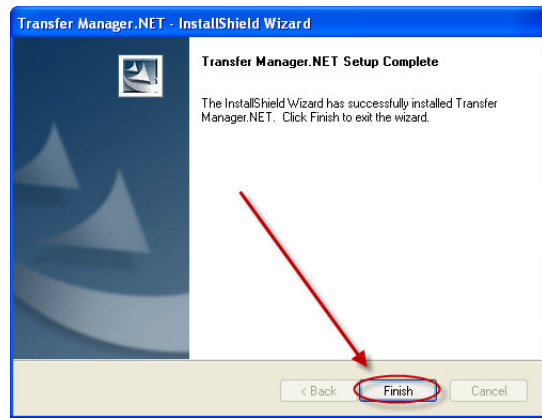 Transfer Manager.NET - InstallShield Wizard
Transfer Manager.NET Setup Complete
The InstallShield Wizard has successfully installed Transfer
Manager.NET. Click Finish to exit the wizard.
< Back Finish Cancel